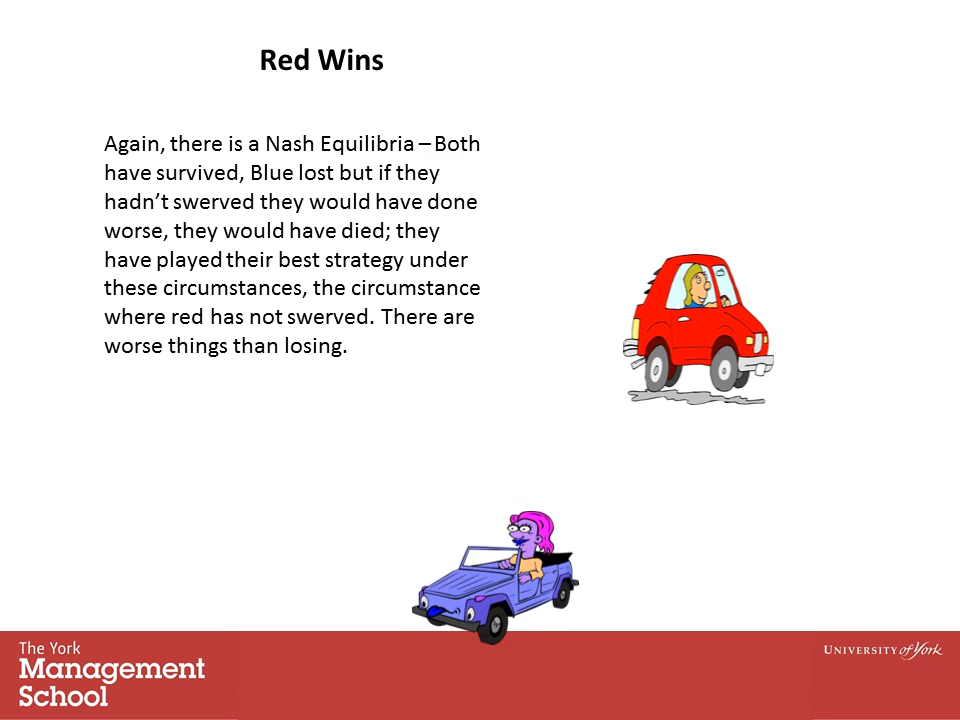 Red Wins
Again, there is a Nash Equilibria – Both
have survived, Blue lost but if they
hadn’t swerved they would have done
worse, they would have died; they
have played their best strategy under
these circumstances, the circumstance
where red has not swerved. There are
worse things than losing.
The York
Management
School
UNIVERSITY of York